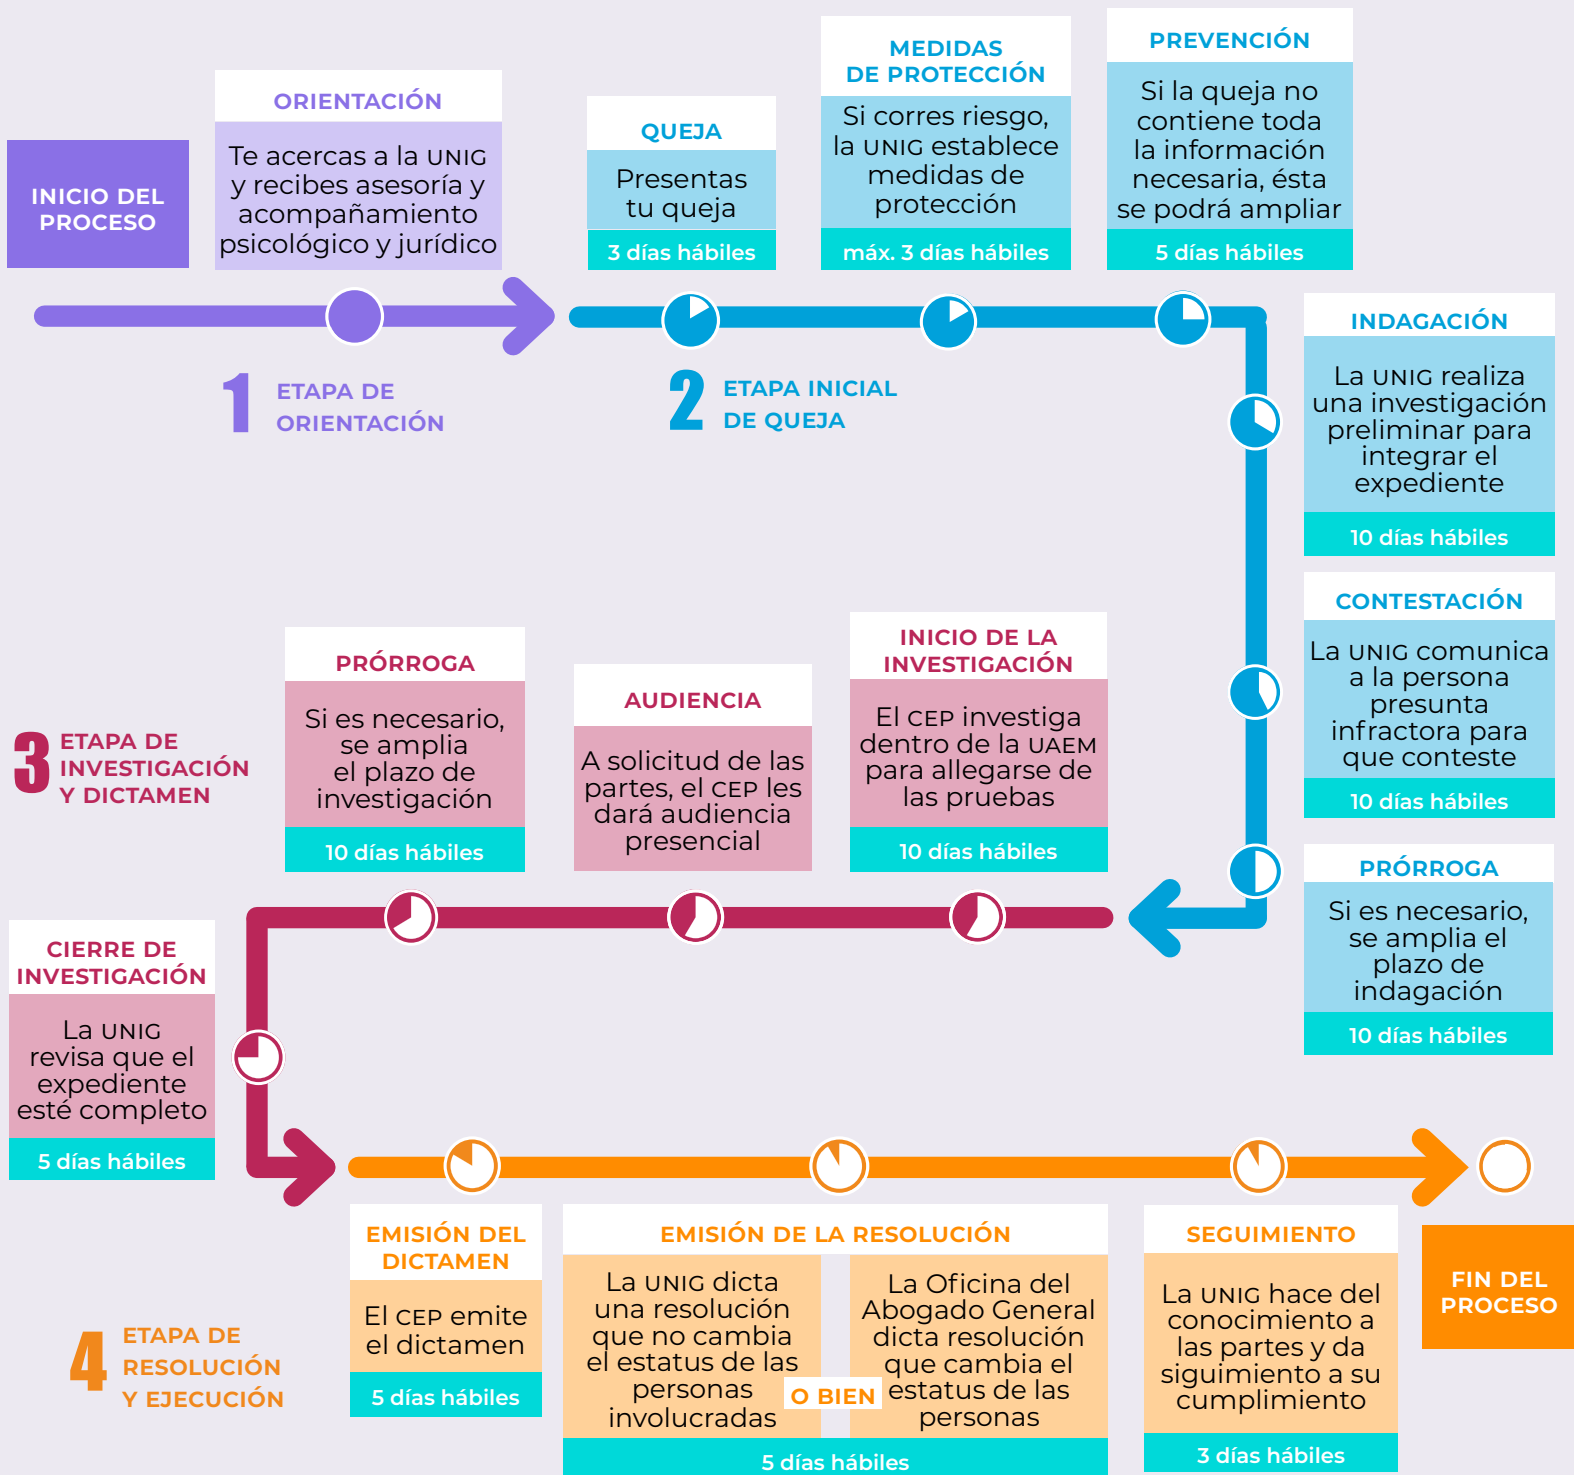 INICIO DEL
PROCESO
ORIENTACIÓN
Te acercas a la UNIG
y recibes asesoría y
acompañamiento
psicológico y jurídico
1
ETAPA DE
ORIENTACIÓN
QUEJA
Presentas
tu queja
3 días hábiles
MEDIDAS
DE PROTECCIÓN
Si corres riesgo,
la UNIG establece
medidas de
protección
máx. 3 días hábiles
PREVENCIÓN
Si la queja no
contiene toda
la información
necesaria, ésta
se podrá ampliar
5 días hábiles
2
ETAPA INICIAL
DE QUEJA
INDAGACIÓN
La UNIG realiza
una investigación
preliminar para
integrar el
expediente
10 días hábiles
CONTESTACIÓN
La UNIG comunica
a la persona
presunta
infractora para
que conteste
10 días hábiles
PRÓRROGA
Si es necesario,
se amplia el
plazo de
indagación
10 días hábiles
3
ETAPA DE
INVESTIGACIÓN
Y DICTAMEN
INICIO DE LA
INVESTIGACIÓN
El CEP investiga
dentro de la UAEM
para allegarse de
las pruebas
10 días hábiles
AUDIENCIA
A solicitud de las
partes, el CEP les
dará audiencia
presencial
PRÓRROGA
Si es necesario,
se amplia
el plazo de
investigación
10 días hábiles
CIERRE DE
INVESTIGACIÓN
La UNIG
revisa que el
expediente
esté completo
5 días hábiles
4
ETAPA DE
RESOLUCIÓN
Y EJECUCIÓN
EMISIÓN DEL
DICTAMEN
El CEP emite
el dictamen
5 días hábiles
EMISIÓN DE LA RESOLUCIÓN
La UNIG dicta
una resolución
que no cambia
el estatus de las
personas
involucradas
O BIEN
La Oficina del
Abogado General
dicta resolución
que cambia el
estatus de las
personas
5 días hábiles
SEGUIMIENTO
La UNIG hace del
conocimiento a
las partes y da
siguimiento a su
cumplimiento
3 días hábiles
FIN DEL
PROCESO